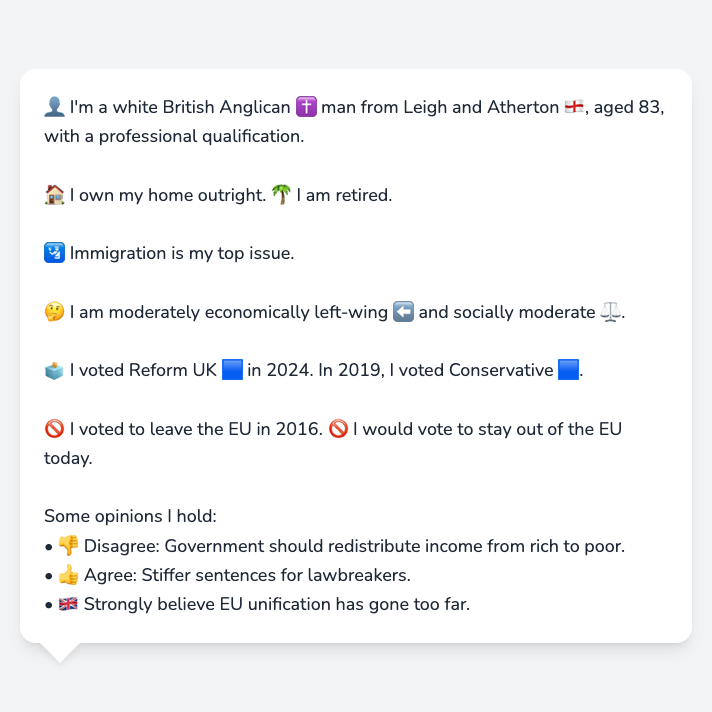 👤 I'm a white British Anglican ✝️ man from Leigh and Atherton 🏴󠁧󠁢󠁥󠁮󠁧󠁿, aged 83,
with a professional qualification.
🏠 I own my home outright. 🌴 I am retired.
🛂 Immigration is my top issue.
🤔 I am moderately economically left-wing ⬅️ and socially moderate ⚖️.
🗳️ I voted Reform UK 🟦 in 2024. In 2019, I voted Conservative 🟦.
🚫 I voted to leave the EU in 2016. 🚫 I would vote to stay out of the EU
today.
Some opinions I hold:
• 👎 Disagree: Government should redistribute income from rich to poor.
• 👍 Agree: Stiffer sentences for lawbreakers.
• 🇬🇧 Strongly believe EU unification has gone too far.